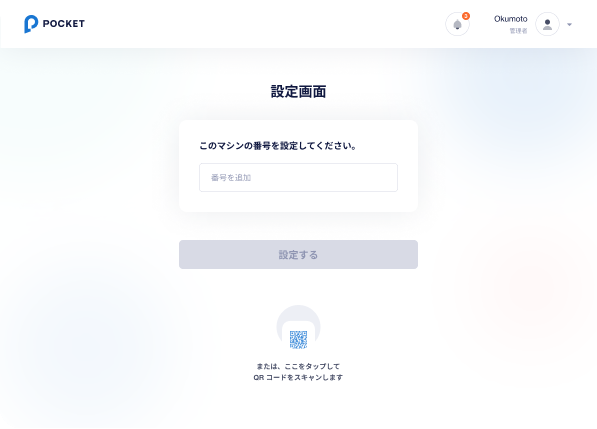 POCKET
3
Okumoto
管理者
設定画面
このマシンの番号を設定してください。
番号を追加
設定する
または、ここをタップして
QR コードをスキャンします